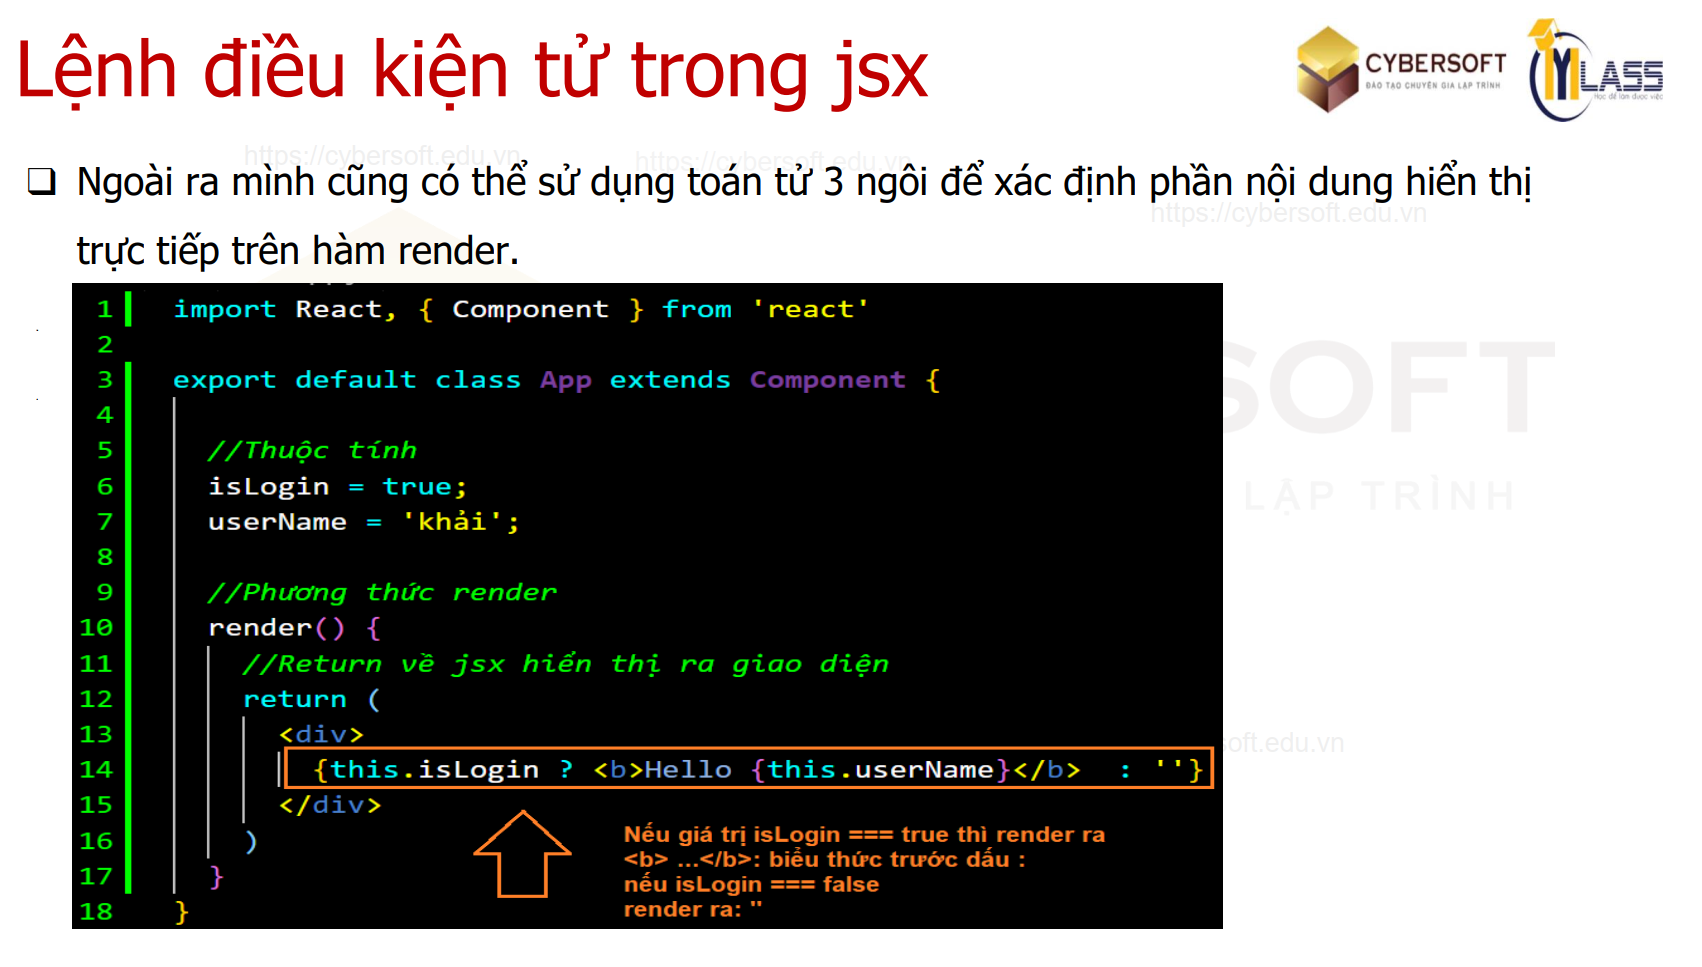 Lệnh điều kiện tử trong jsx
CYBERSOFT
ĐÀO TẠO CHUYÊN GIA LẬP TRÌNH
MYCLASS
Học để làm được việc
https://cybersoft.edu.vn
https://cybersoft.edu.vn
❑ Ngoài ra mình cũng có thể sử dụng toán tử 3 ngôi để xác định phần nội dung hiển thị
https://cybersoft.edu.vn
trực tiếp trên hàm render.
1 import React, { Component } from 'react'
2
3 export default class App extends Component {
4
5 //Thuộc tính
6 isLogin = true;
7 userName = 'khải';
8
9 //Phương thức render
10 render() {
11 //Return về jsx hiển thị ra giao diện
12 return (
13 <div>
14 {this.isLogin ? <b>Hello {this.userName}</b> : ''}
15 </div>
16 )
17 }
18 }
Nếu giá trị isLogin === true thì render ra
<b> ...</b>: biểu thức trước dấu :
nếu isLogin === false
render ra: ''
SOFT
LẬP TRÌNH
soft.edu.vn